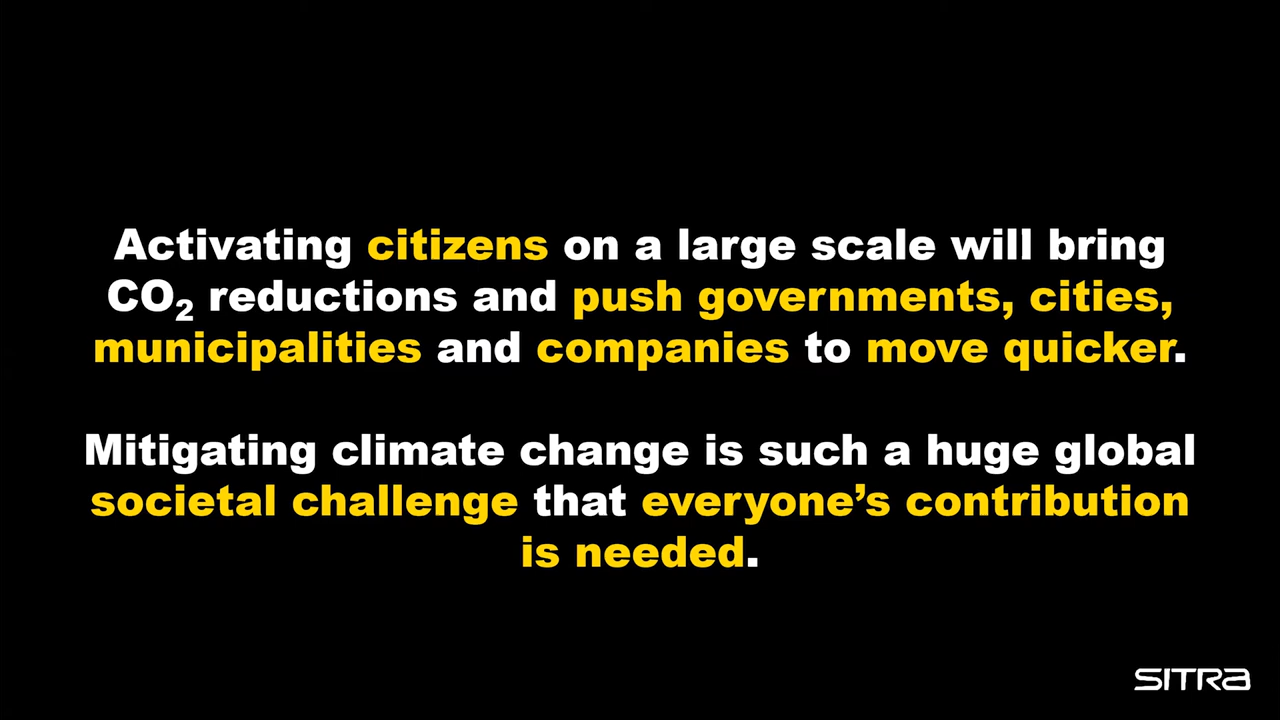 Activating citizens on a large scale will bring
CO₂ reductions and push governments, cities,
municipalities and companies to move quicker.
Mitigating climate change is such a huge global
societal challenge that everyone’s contribution
is needed.
SITRA